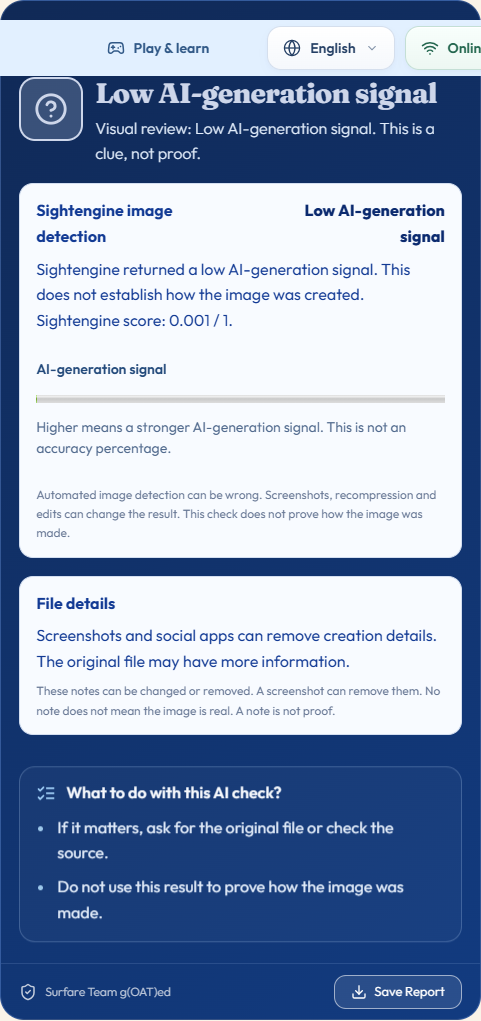 Play & learn
English
Onlin
Low AI-generation signal
Visual review: Low AI-generation signal. This is a
clue, not proof.
Sightengine image
detection
Low AI-generation
signal
Sightengine returned a low AI-generation signal. This
does not establish how the image was created.
Sightengine score: 0.001 / 1.
AI-generation signal
Higher means a stronger AI-generation signal. This is not an
accuracy percentage.
Automated image detection can be wrong. Screenshots, recompression and
edits can change the result. This check does not prove how the image was
made.
File details
Screenshots and social apps can remove creation details.
The original file may have more information.
These notes can be changed or removed. A screenshot can remove them. No
note does not mean the image is real. A note is not proof.
What to do with this AI check?
• If it matters, ask for the original file or check the
source.
• Do not use this result to prove how the image was
made.
Surfare Team g(OAT)ed
Save Report